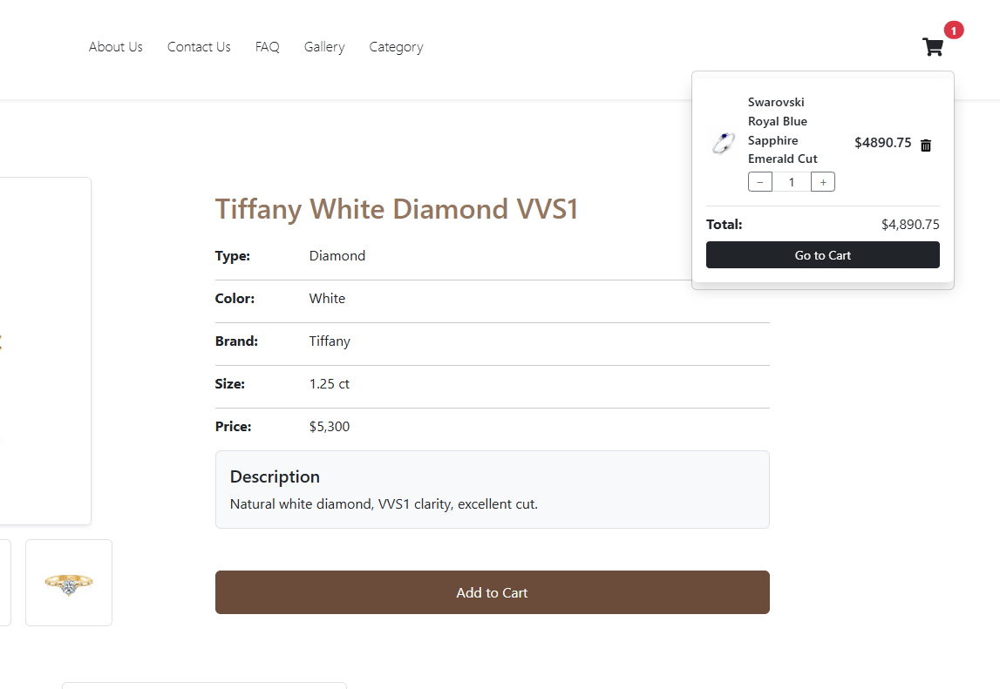 About Us Contact Us FAQ Gallery Category
1
Swarovski
Royal Blue
Sapphire
Emerald Cut
$4890.75
− 1 +
Total: $4,890.75
Go to Cart
Tiffany White Diamond VVS1
Type: Diamond
Color: White
Brand: Tiffany
Size: 1.25 ct
Price: $5,300
Description
Natural white diamond, VVS1 clarity, excellent cut.
Add to Cart